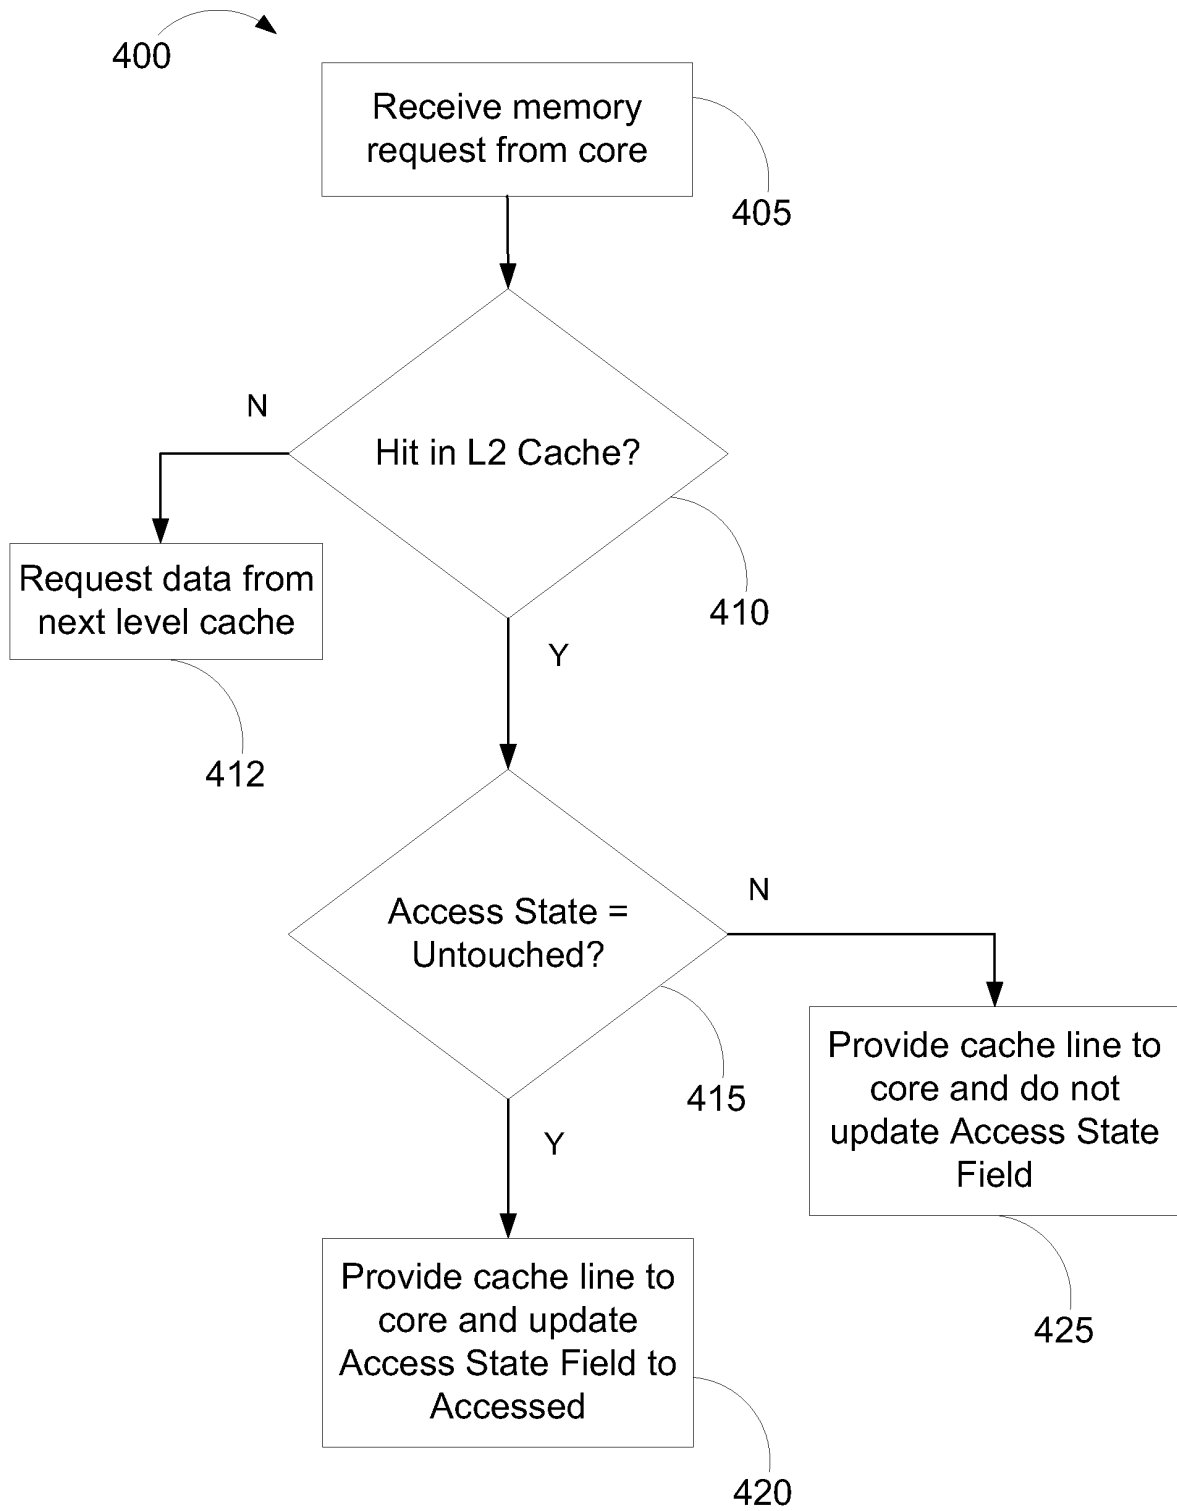 400
Receive memory
request from core
405
N
Hit in L2 Cache?
Request data from
next level cache
410
Y
412
N
Access State =
Untouched?
Provide cache line to
core and do not
update Access State
Field
415
Y
Provide cache line to
core and update
Access State Field to
Accessed
425
420